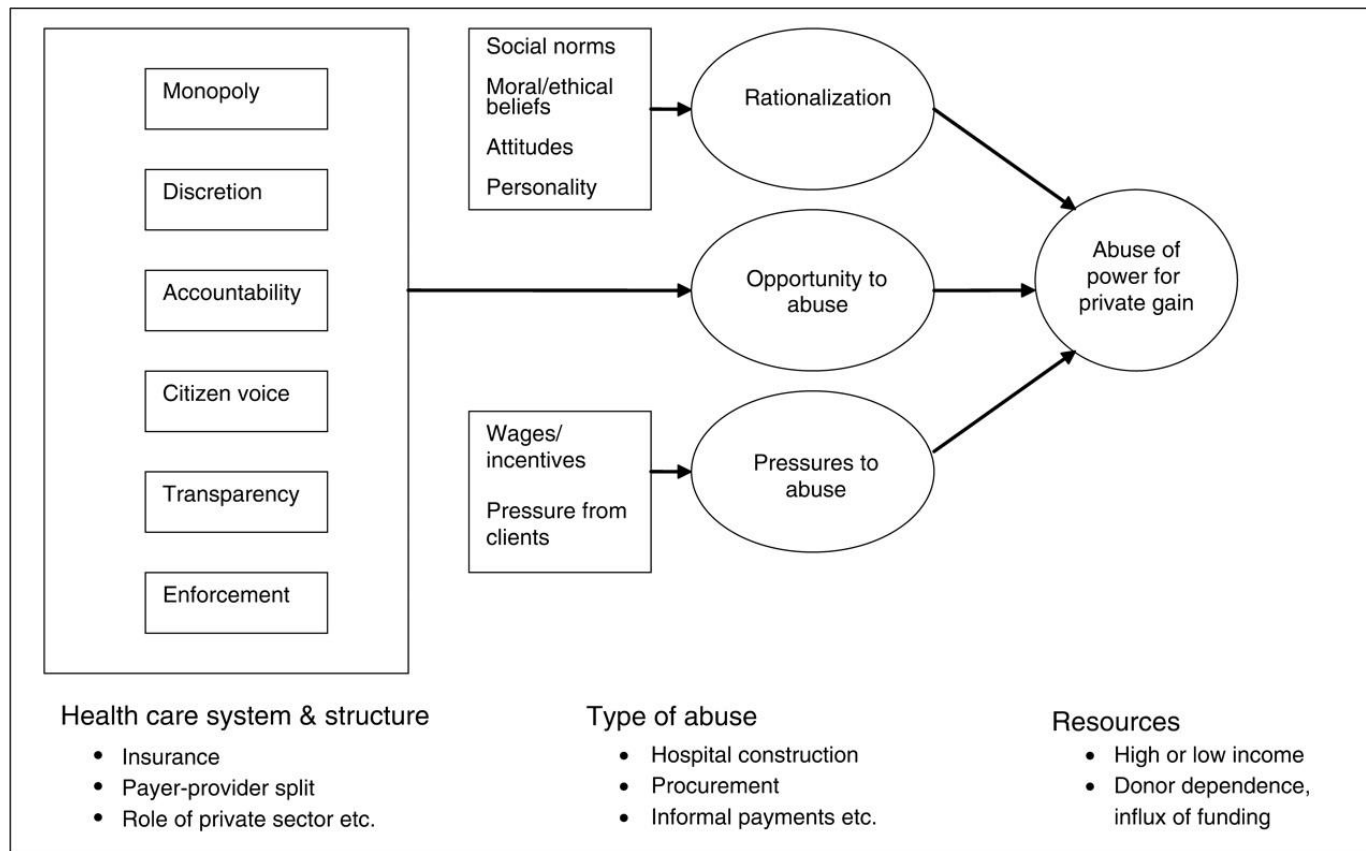 Monopoly
Discretion
Accountability
Citizen voice
Transparency
Enforcement
Social norms
Moral/ethical
beliefs
Attitudes
Personality
Rationalization
Opportunity to
abuse
Wages/
incentives
Pressure from
clients
Pressures to
abuse
Abuse of
power for
private gain
Health care system & structure
• Insurance
• Payer-provider split
• Role of private sector etc.
Type of abuse
• Hospital construction
• Procurement
• Informal payments etc.
Resources
• High or low income
• Donor dependence,
influx of funding